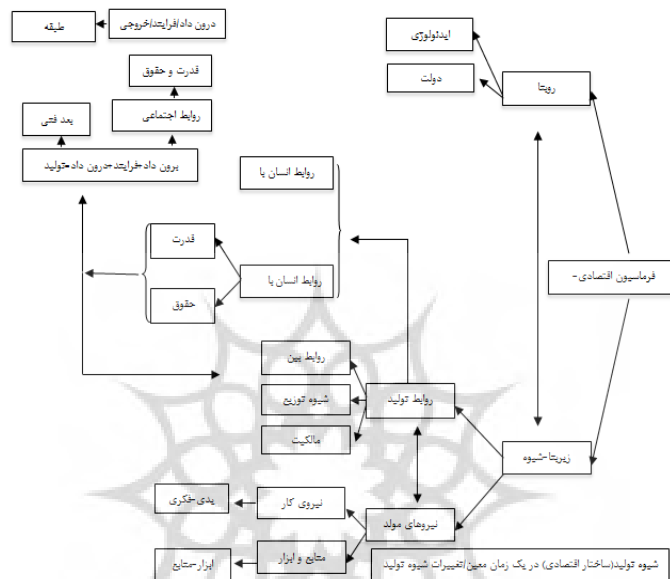 درون داد/فرایند/خروجی
طبقه
ایدئولوژی
قدرت و حقوق
دولت
روبنا
روابط اجتماعی
بعد فنی
برون داد+فرایند+درون داد=تولید
روابط انسان با
قدرت
روابط انسان با
فرماسیون اقتصادی-
حقوق
روابط بین
روابط تولید
شیوه توزیع
مالکیت
زیربنا-شیوه
نیروی کار
یدی-فکری
نیروهای مولد
منابع و ابزار
ابزار-منابع
شیوه تولید(ساختار اقتصادی) در یک زمان معین/تغییرات شیوه تولید